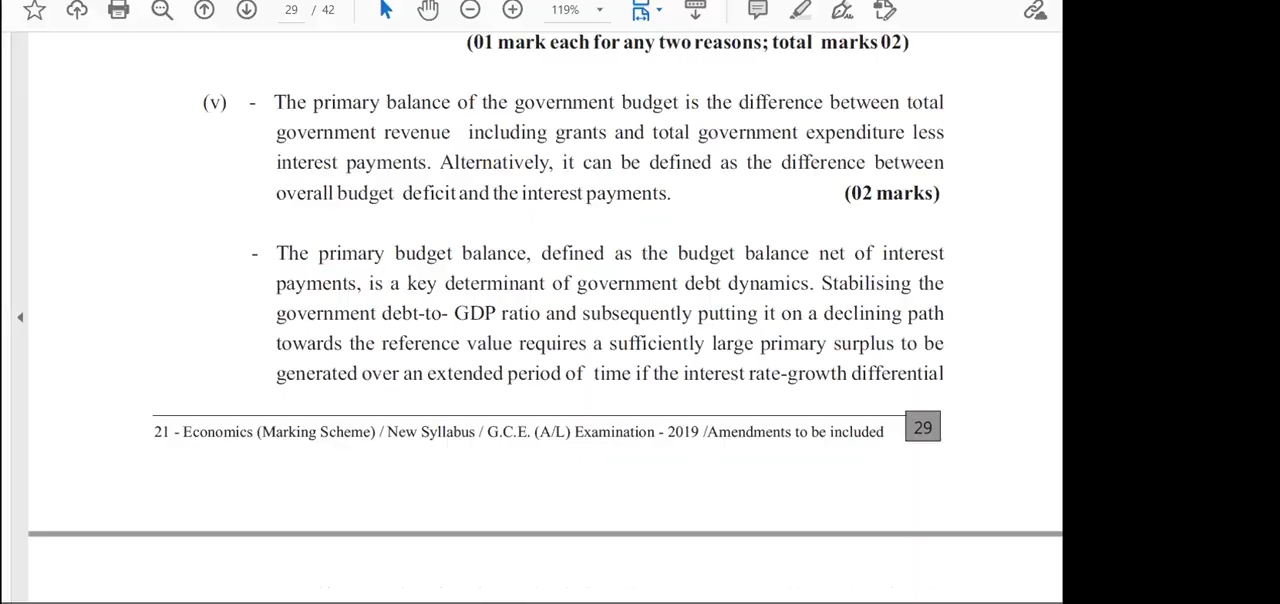 29 / 42
119%
(01 mark each for any two reasons; total marks 02)
(v) - The primary balance of the government budget is the difference between total
government revenue including grants and total government expenditure less
interest payments. Alternatively, it can be defined as the difference between
overall budget deficit and the interest payments. (02 marks)
- The primary budget balance, defined as the budget balance net of interest
payments, is a key determinant of government debt dynamics. Stabilising the
government debt-to- GDP ratio and subsequently putting it on a declining path
towards the reference value requires a sufficiently large primary surplus to be
generated over an extended period of time if the interest rate-growth differential
21 - Economics (Marking Scheme) / New Syllabus / G.C.E. (A/L) Examination - 2019 /Amendments to be included 29